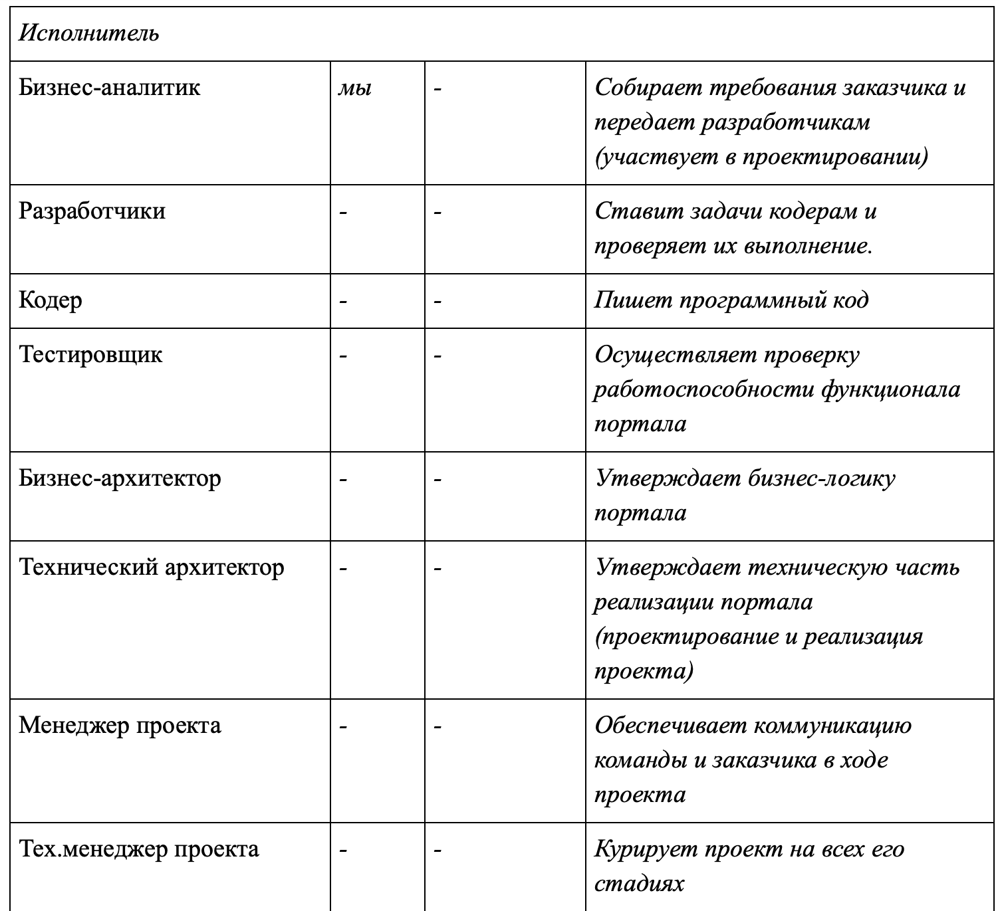 Исполнитель
Бизнес-аналитик мы - Собирает требования заказчика и
передает разработчикам
(участвует в проектировании)
Разработчики - - Ставит задачи кодерам и
проверяет их выполнение.
Кодер - - Пишет программный код
Тестировщик - - Осуществляет проверку
работоспособности функционала
портала
Бизнес-архитектор - - Утверждает бизнес-логику
портала
Технический архитектор - - Утверждает техническую часть
реализации портала
(проектирование и реализация
проекта)
Менеджер проекта - - Обеспечивает коммуникацию
команды и заказчика в ходе
проекта
Тех.менеджер проекта - - Курирует проект на всех его
стадиях